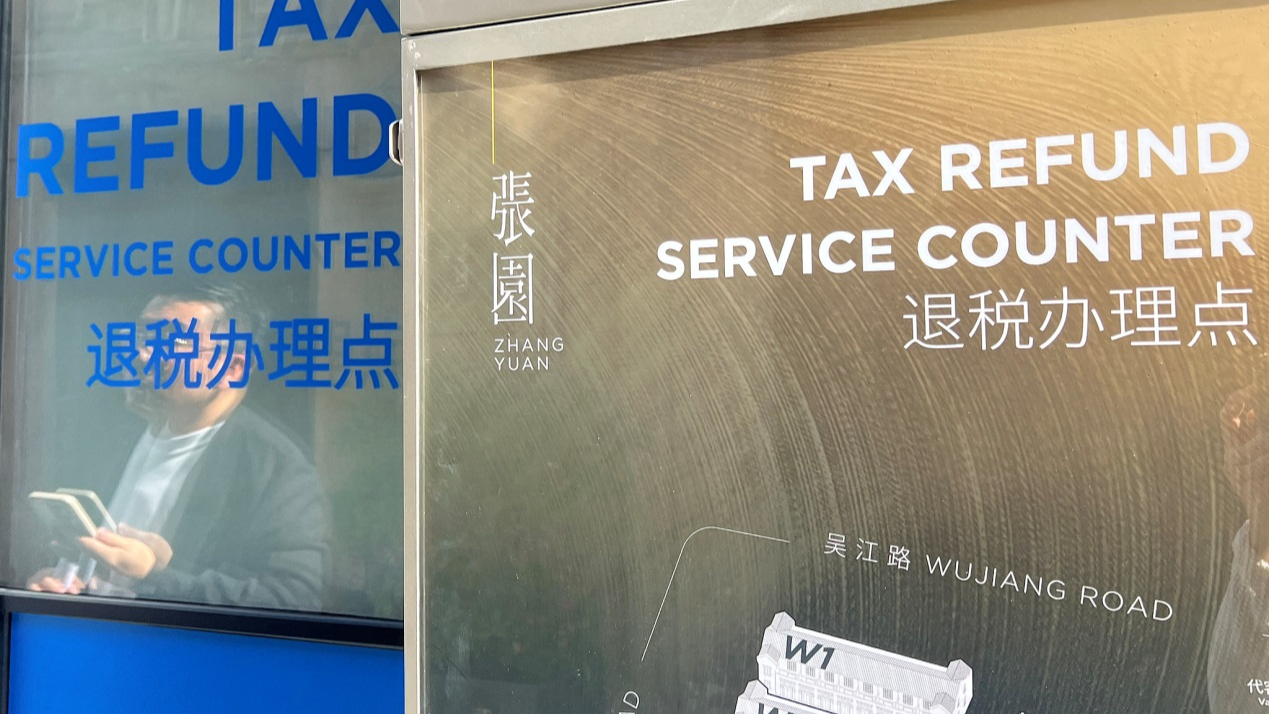 TAX
REFUND
SERVICE COUNTER
退税办理点
張園
ZHANG
YUAN
TAX REFUND
SERVICE COUNTER
退税办理点
吴江路 WUJIANG ROAD
W1